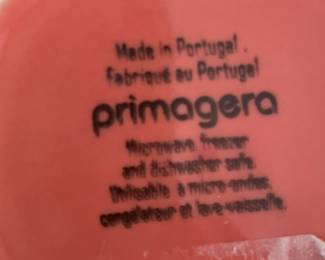 Made in Portugal.
Fabriqué au Portugal
primagera
Microwave, freezer
and dishwasher safe.
Utilisable à micro-ondes,
congélateur et lave-vaisselle.